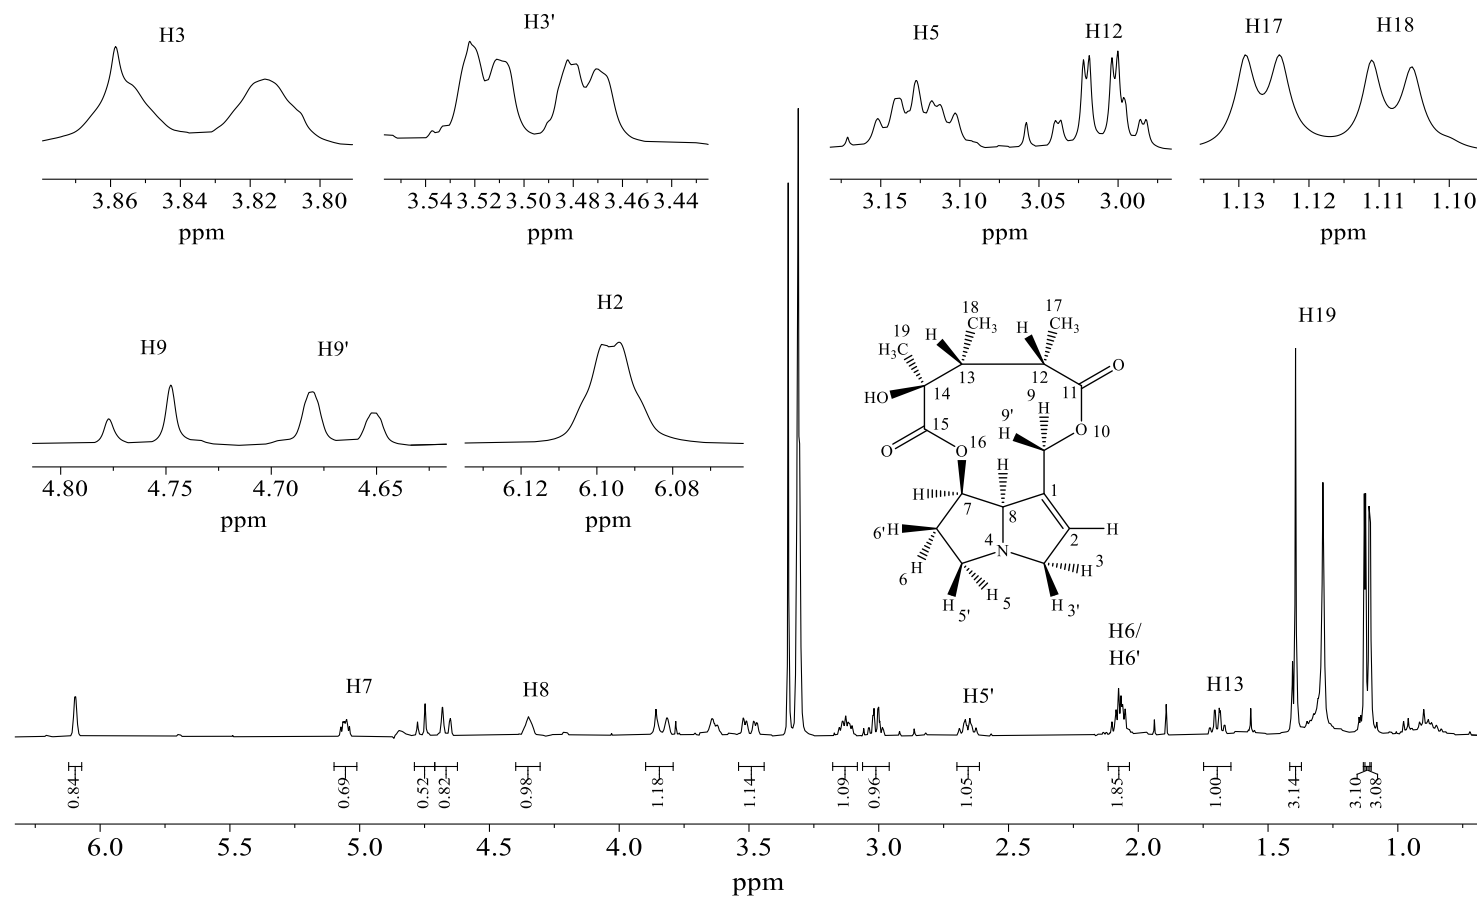 H3
3.86 3.84 3.82 3.80
ppm
H3'
3.54 3.52 3.50 3.48 3.46 3.44
ppm
H5 H12
3.15 3.10 3.05 3.00
ppm
H17 H18
1.13 1.12 1.11 1.10
ppm
H9 H9'
4.80 4.75 4.70 4.65
ppm
H2
6.12 6.10 6.08
ppm
18 17
19 H CH3 H CH3
H3C
13 12 O
HO 14 9 11
9' H
15 16 H O 10
O O
H
H 7 8 1
6' H 4 2 H
H N
6 H 3
H H 5 H
5' 3'
H19
H7
H8
H5'
H6/
H6'
H13
0.84 0.69 0.52 0.82 0.98 1.18 1.14 1.09 0.96 1.05 1.85 1.00 3.14 3.10 3.08
6.0 5.5 5.0 4.5 4.0 3.5 3.0 2.5 2.0 1.5 1.0
ppm